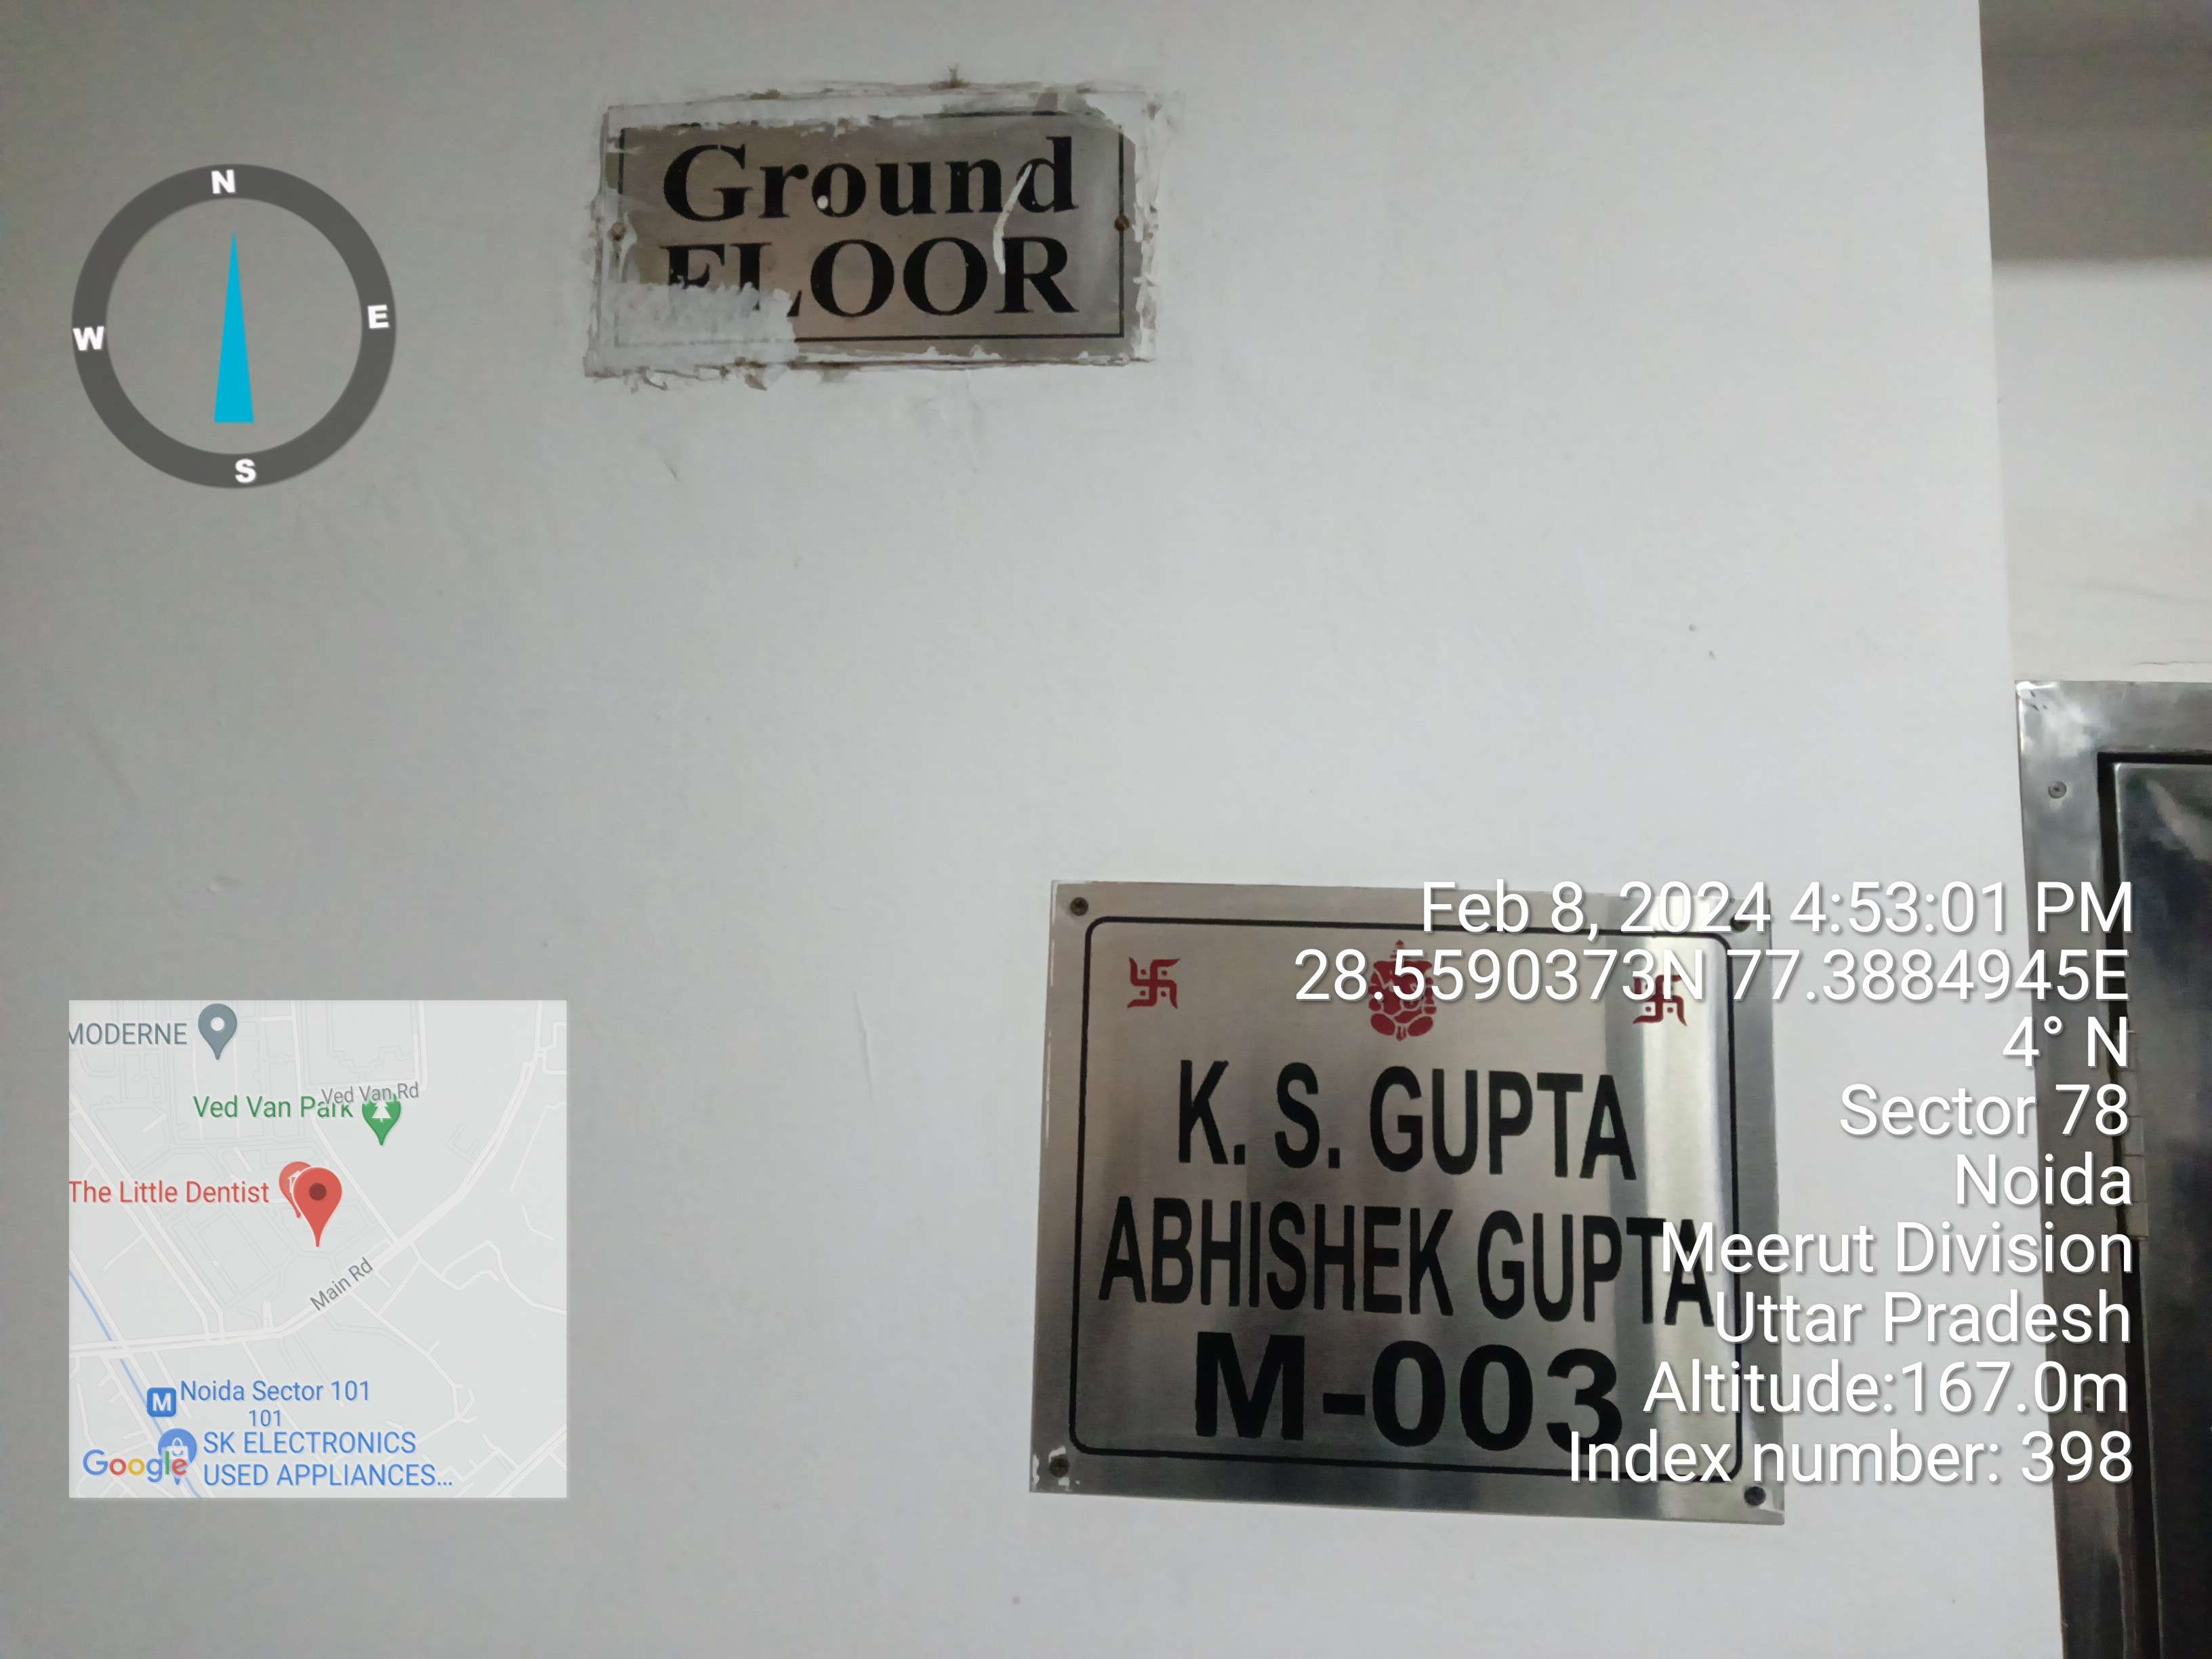 Ground
FLOOR
N
W
E
S
K. S. GUPTA
ABHISHEK GUPTA
M-003
Feb 8, 2024 4:53:01 PM
28.5590373N 77.3884945E
4° N
Sector 78
Noida
Meerut Division
Uttar Pradesh
Altitude:167.0m
Index number: 398
MODERNE
Ved Van Rd
Ved Van Park
The Little Dentist
Main Rd
M Noida Sector 101
101
SK ELECTRONICS
USED APPLIANCES...
Google